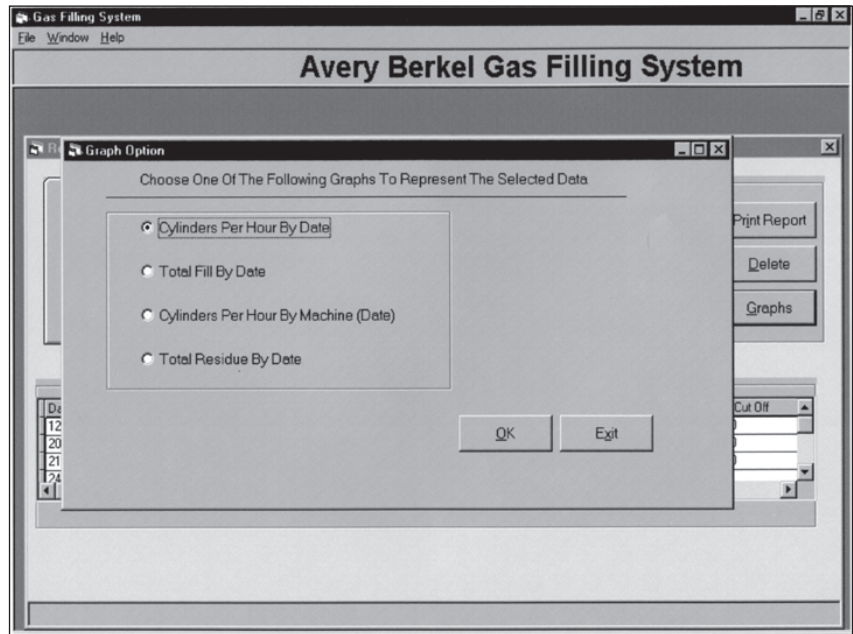 Gas Filling System
File Window Help
Avery Berkel Gas Filling System
Graph Option
Choose One Of The Following Graphs To Represent The Selected Data
Cylinders Per Hour By Date
Total Fill By Date
Cylinders Per Hour By Machine (Date)
Total Residue By Date
OK Exit
Print Report
Delete
Graphs
Cut Off
12
20
21
24